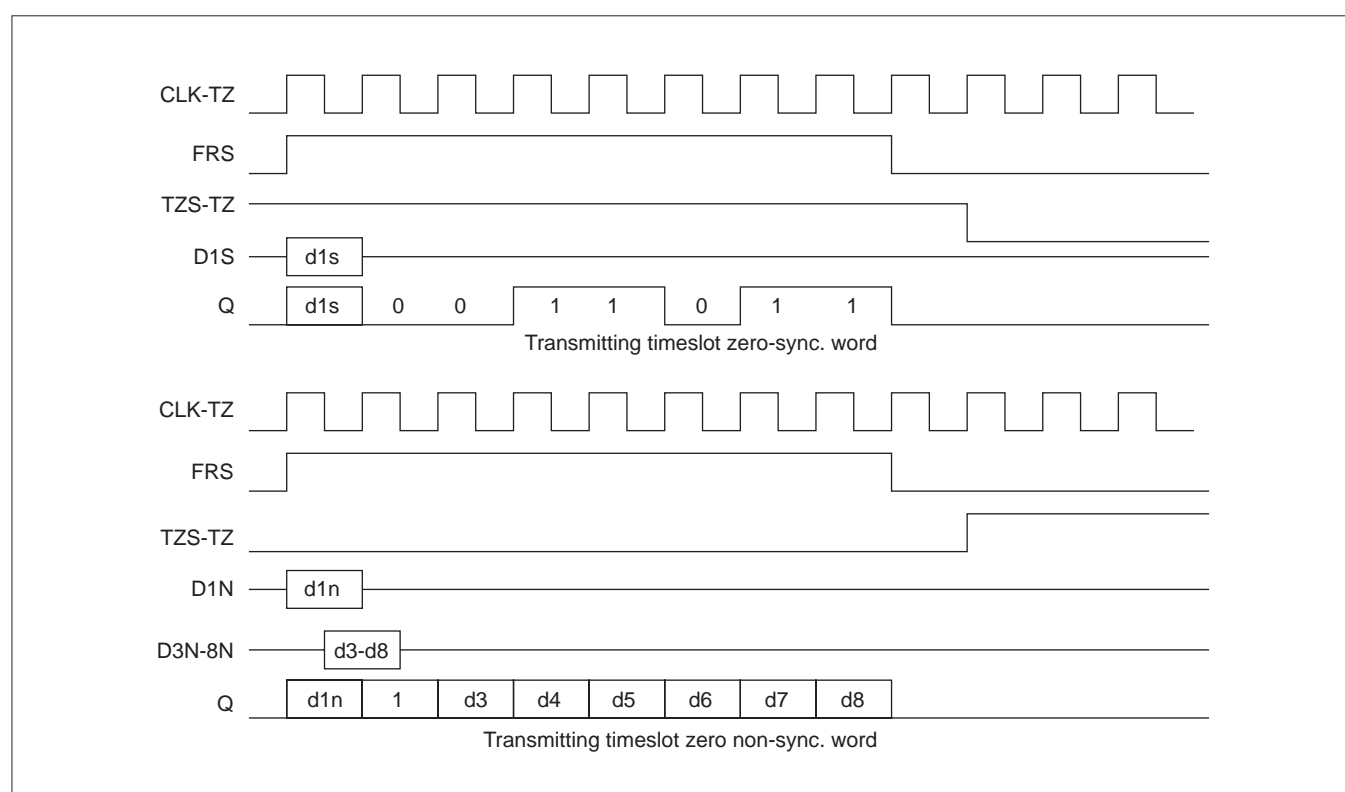 CLK-TZ
FRS
TZS-TZ
D1S d1s
Q d1s 0 0 1 1 0 1 1
Transmitting timeslot zero-sync. word
CLK-TZ
FRS
TZS-TZ
D1N d1n
D3N-8N d3-d8
Q d1n 1 d3 d4 d5 d6 d7 d8
Transmitting timeslot zero non-sync. word